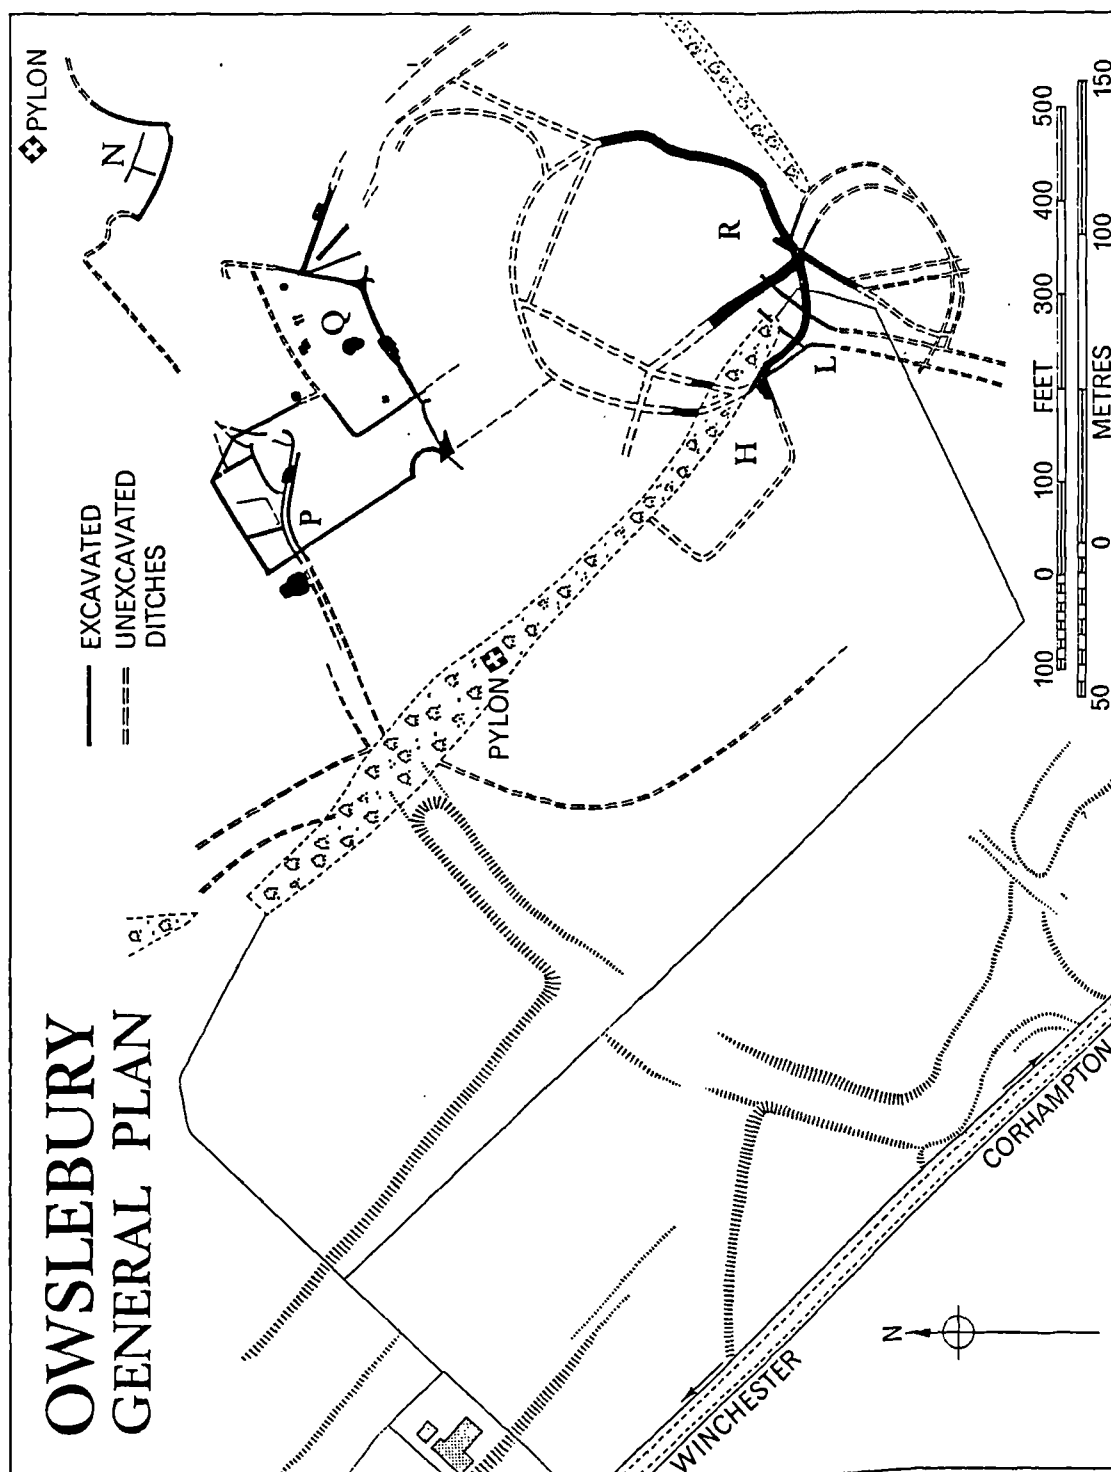 OWSLEBURY
GENERAL PLAN
EXCAVATED
UNEXCAVATED
DITCHES
PYLON
N
P
Q
R
H
L
PYLON
N
WINCHESTER
CORHAMPTON
100 0 100 300 400 500
FEET
50 0 100 150
METRES